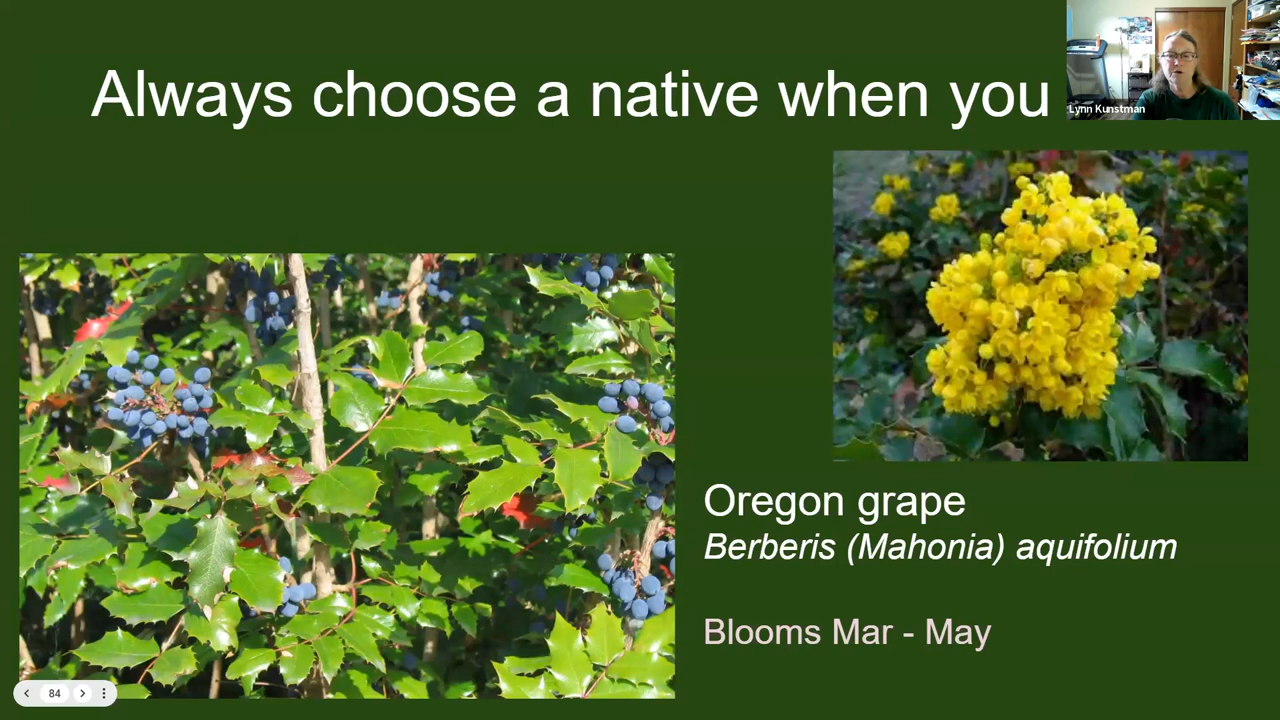 Always choose a native when you
Lynn Kunstman
Oregon grape
Berberis (Mahonia) aquifolium
Blooms Mar - May
84